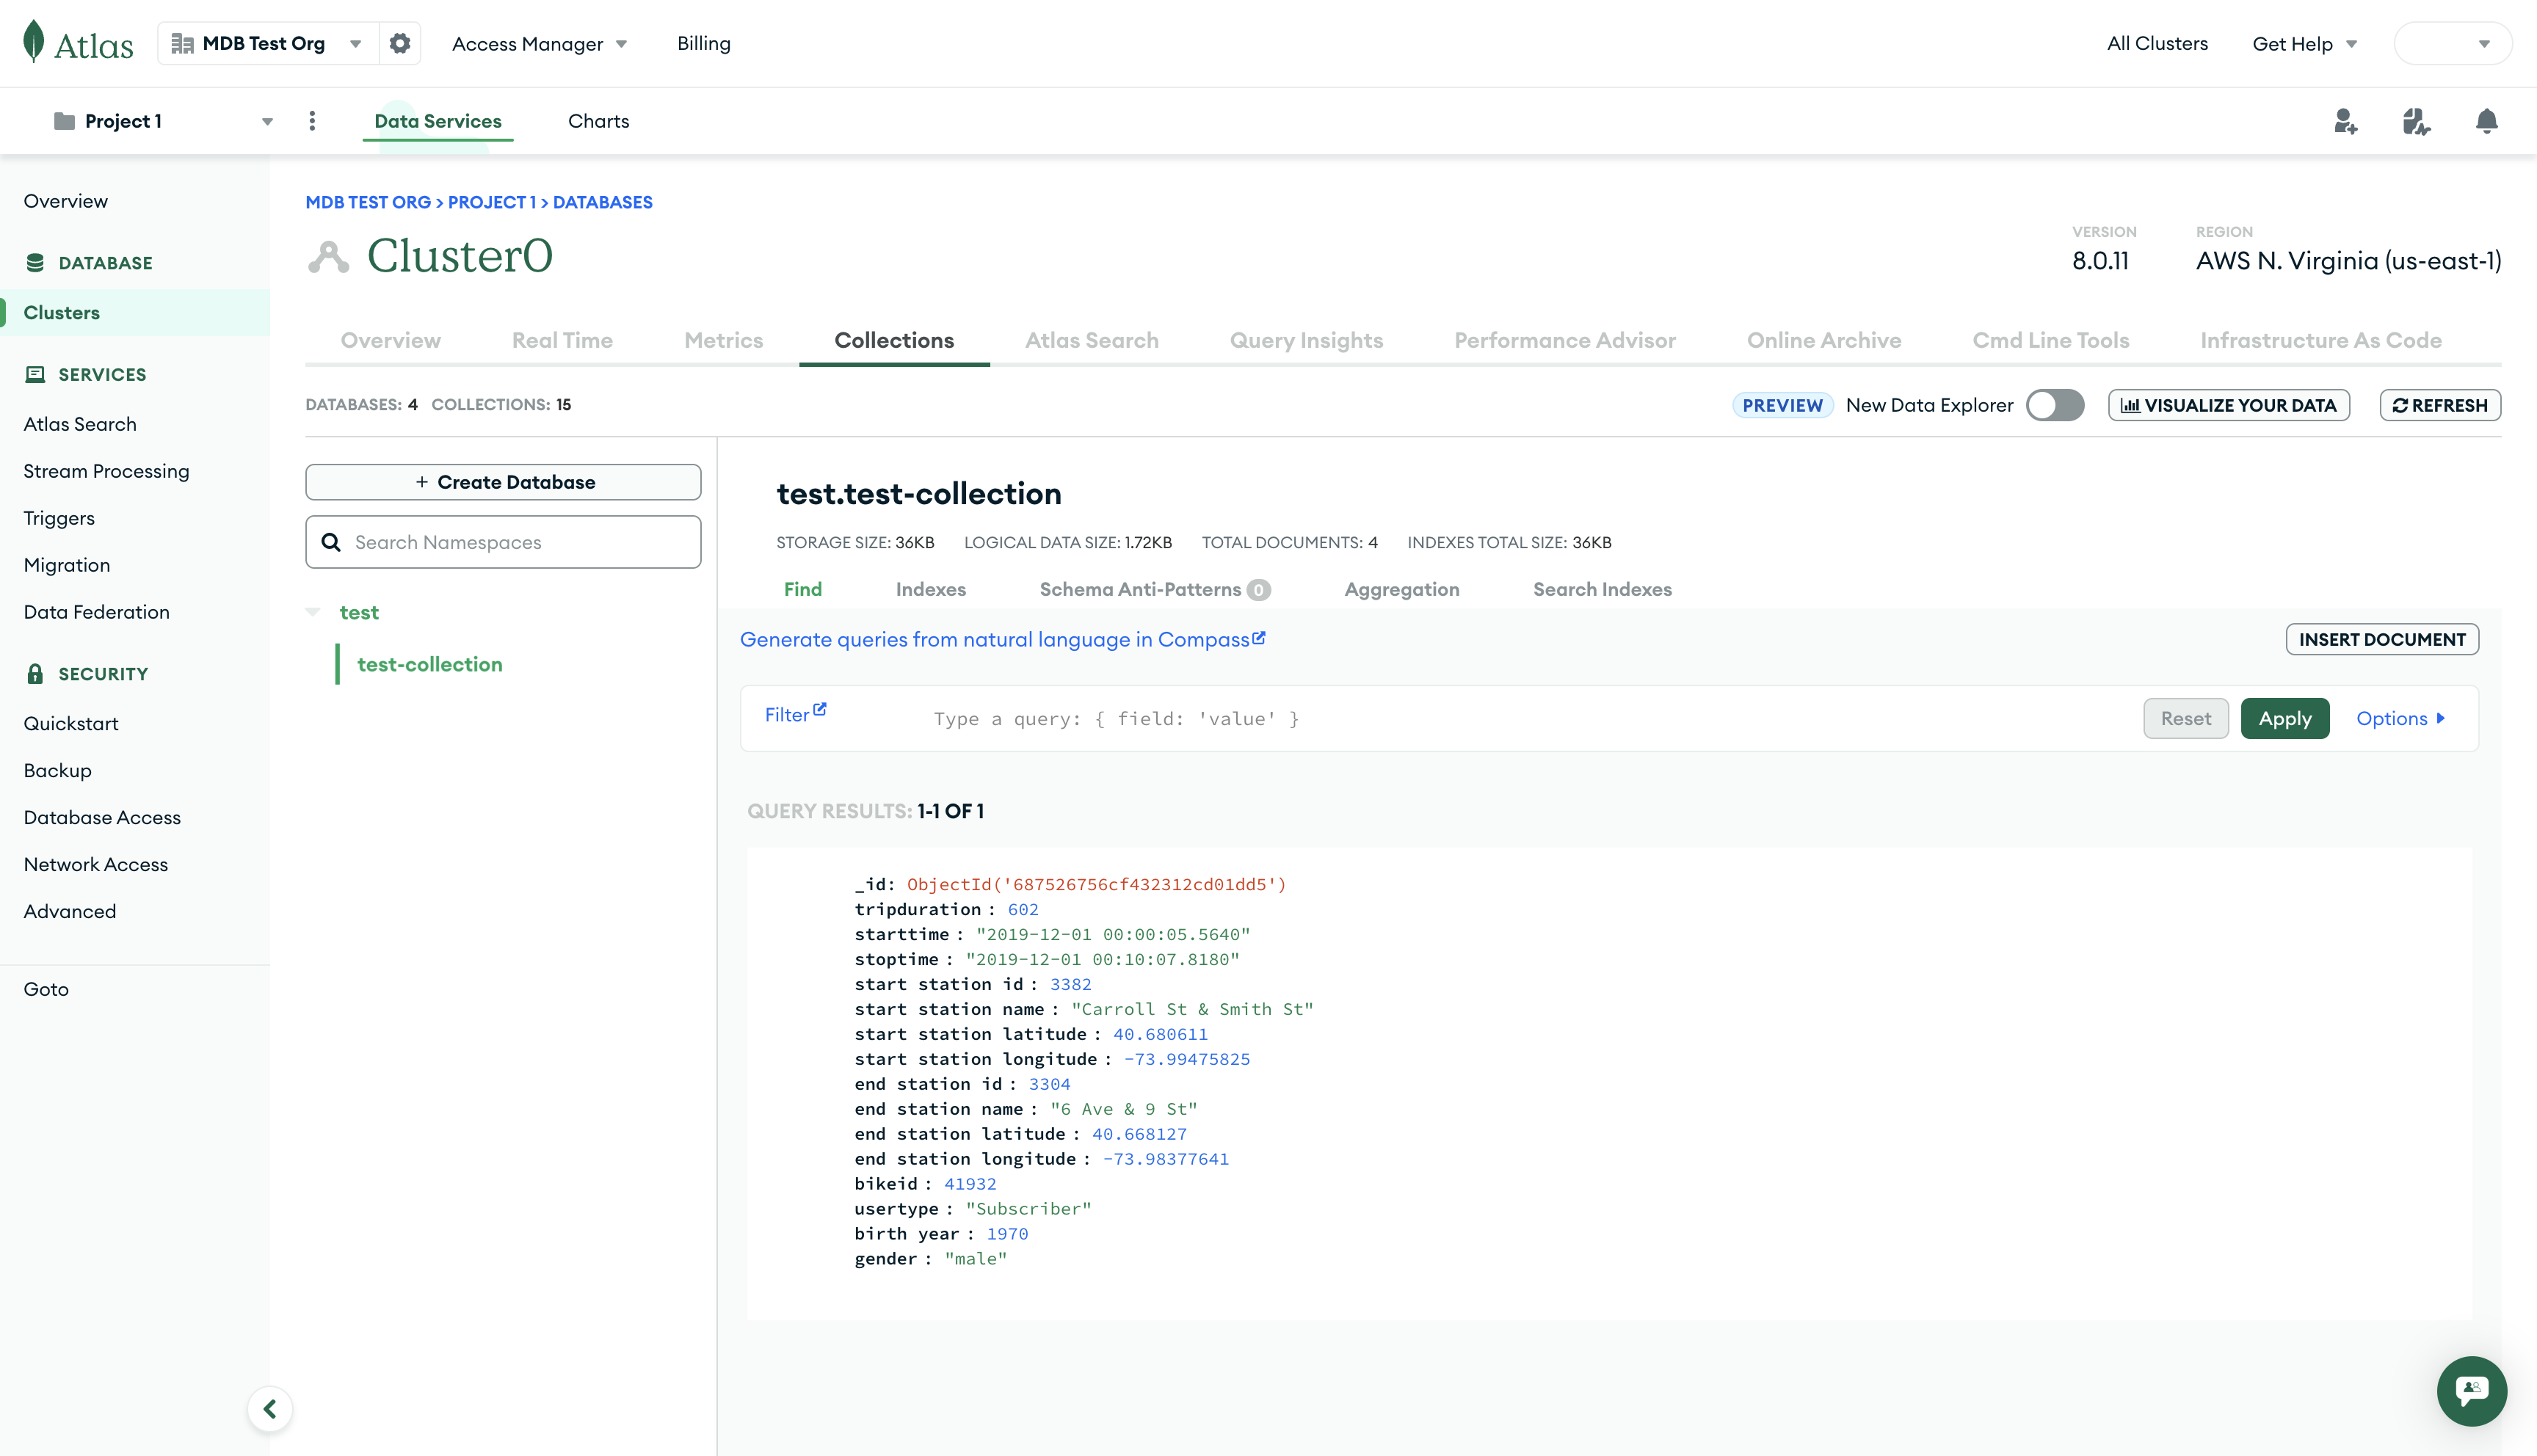 Atlas
MDB Test Org
Access Manager
Billing
All Clusters
Get Help
Project 1
Data Services
Charts
Overview
DATABASE
Clusters
SERVICES
Atlas Search
Stream Processing
Triggers
Migration
Data Federation
SECURITY
Quickstart
Backup
Database Access
Network Access
Advanced
Goto
MDB TEST ORG > PROJECT 1 > DATABASES
Cluster0
VERSION
8.0.11
REGION
AWS N. Virginia (us-east-1)
Overview
Real Time
Metrics
Collections
Atlas Search
Query Insights
Performance Advisor
Online Archive
Cmd Line Tools
Infrastructure As Code
DATABASES: 4 COLLECTIONS: 15
PREVIEW
New Data Explorer
VISUALIZE YOUR DATA
REFRESH
+ Create Database
Search Namespaces
test
test-collection
test.test-collection
STORAGE SIZE: 36KB LOGICAL DATA SIZE: 1.72KB TOTAL DOCUMENTS: 4 INDEXES TOTAL SIZE: 36KB
Find
Indexes
Schema Anti-Patterns 0
Aggregation
Search Indexes
Generate queries from natural language in Compass
INSERT DOCUMENT
Filter
Type a query: { field: 'value' }
Reset
Apply
Options
QUERY RESULTS: 1-1 OF 1
_id: ObjectId('687526756cf432312cd01dd5')
tripduration : 602
starttime : "2019-12-01 00:00:05.5640"
stoptime : "2019-12-01 00:10:07.8180"
start station id : 3382
start station name : "Carroll St & Smith St"
start station latitude : 40.680611
start station longitude : -73.99475825
end station id : 3304
end station name : "6 Ave & 9 St"
end station latitude : 40.668127
end station longitude : -73.98377641
bikeid : 41932
usertype : "Subscriber"
birth year : 1970
gender : "male"